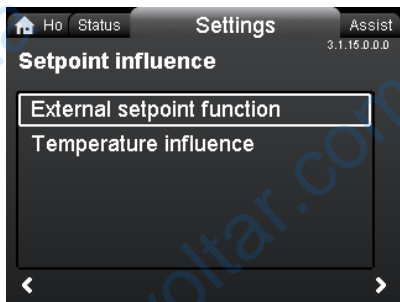 Ho Status Settings Assist
3.1.15.0.0.0
Setpoint influence
External setpoint function
Temperature influence